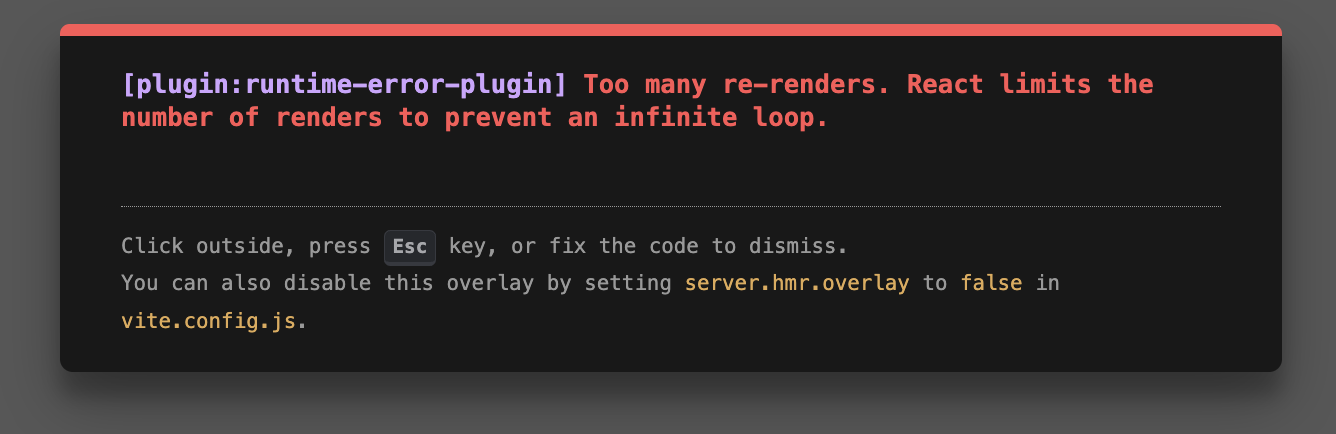 [plugin:runtime-error-plugin] Too many re-renders. React limits the
number of renders to prevent an infinite loop.
Click outside, press Esc key, or fix the code to dismiss.
You can also disable this overlay by setting server.hmr.overlay to false in
vite.config.js.